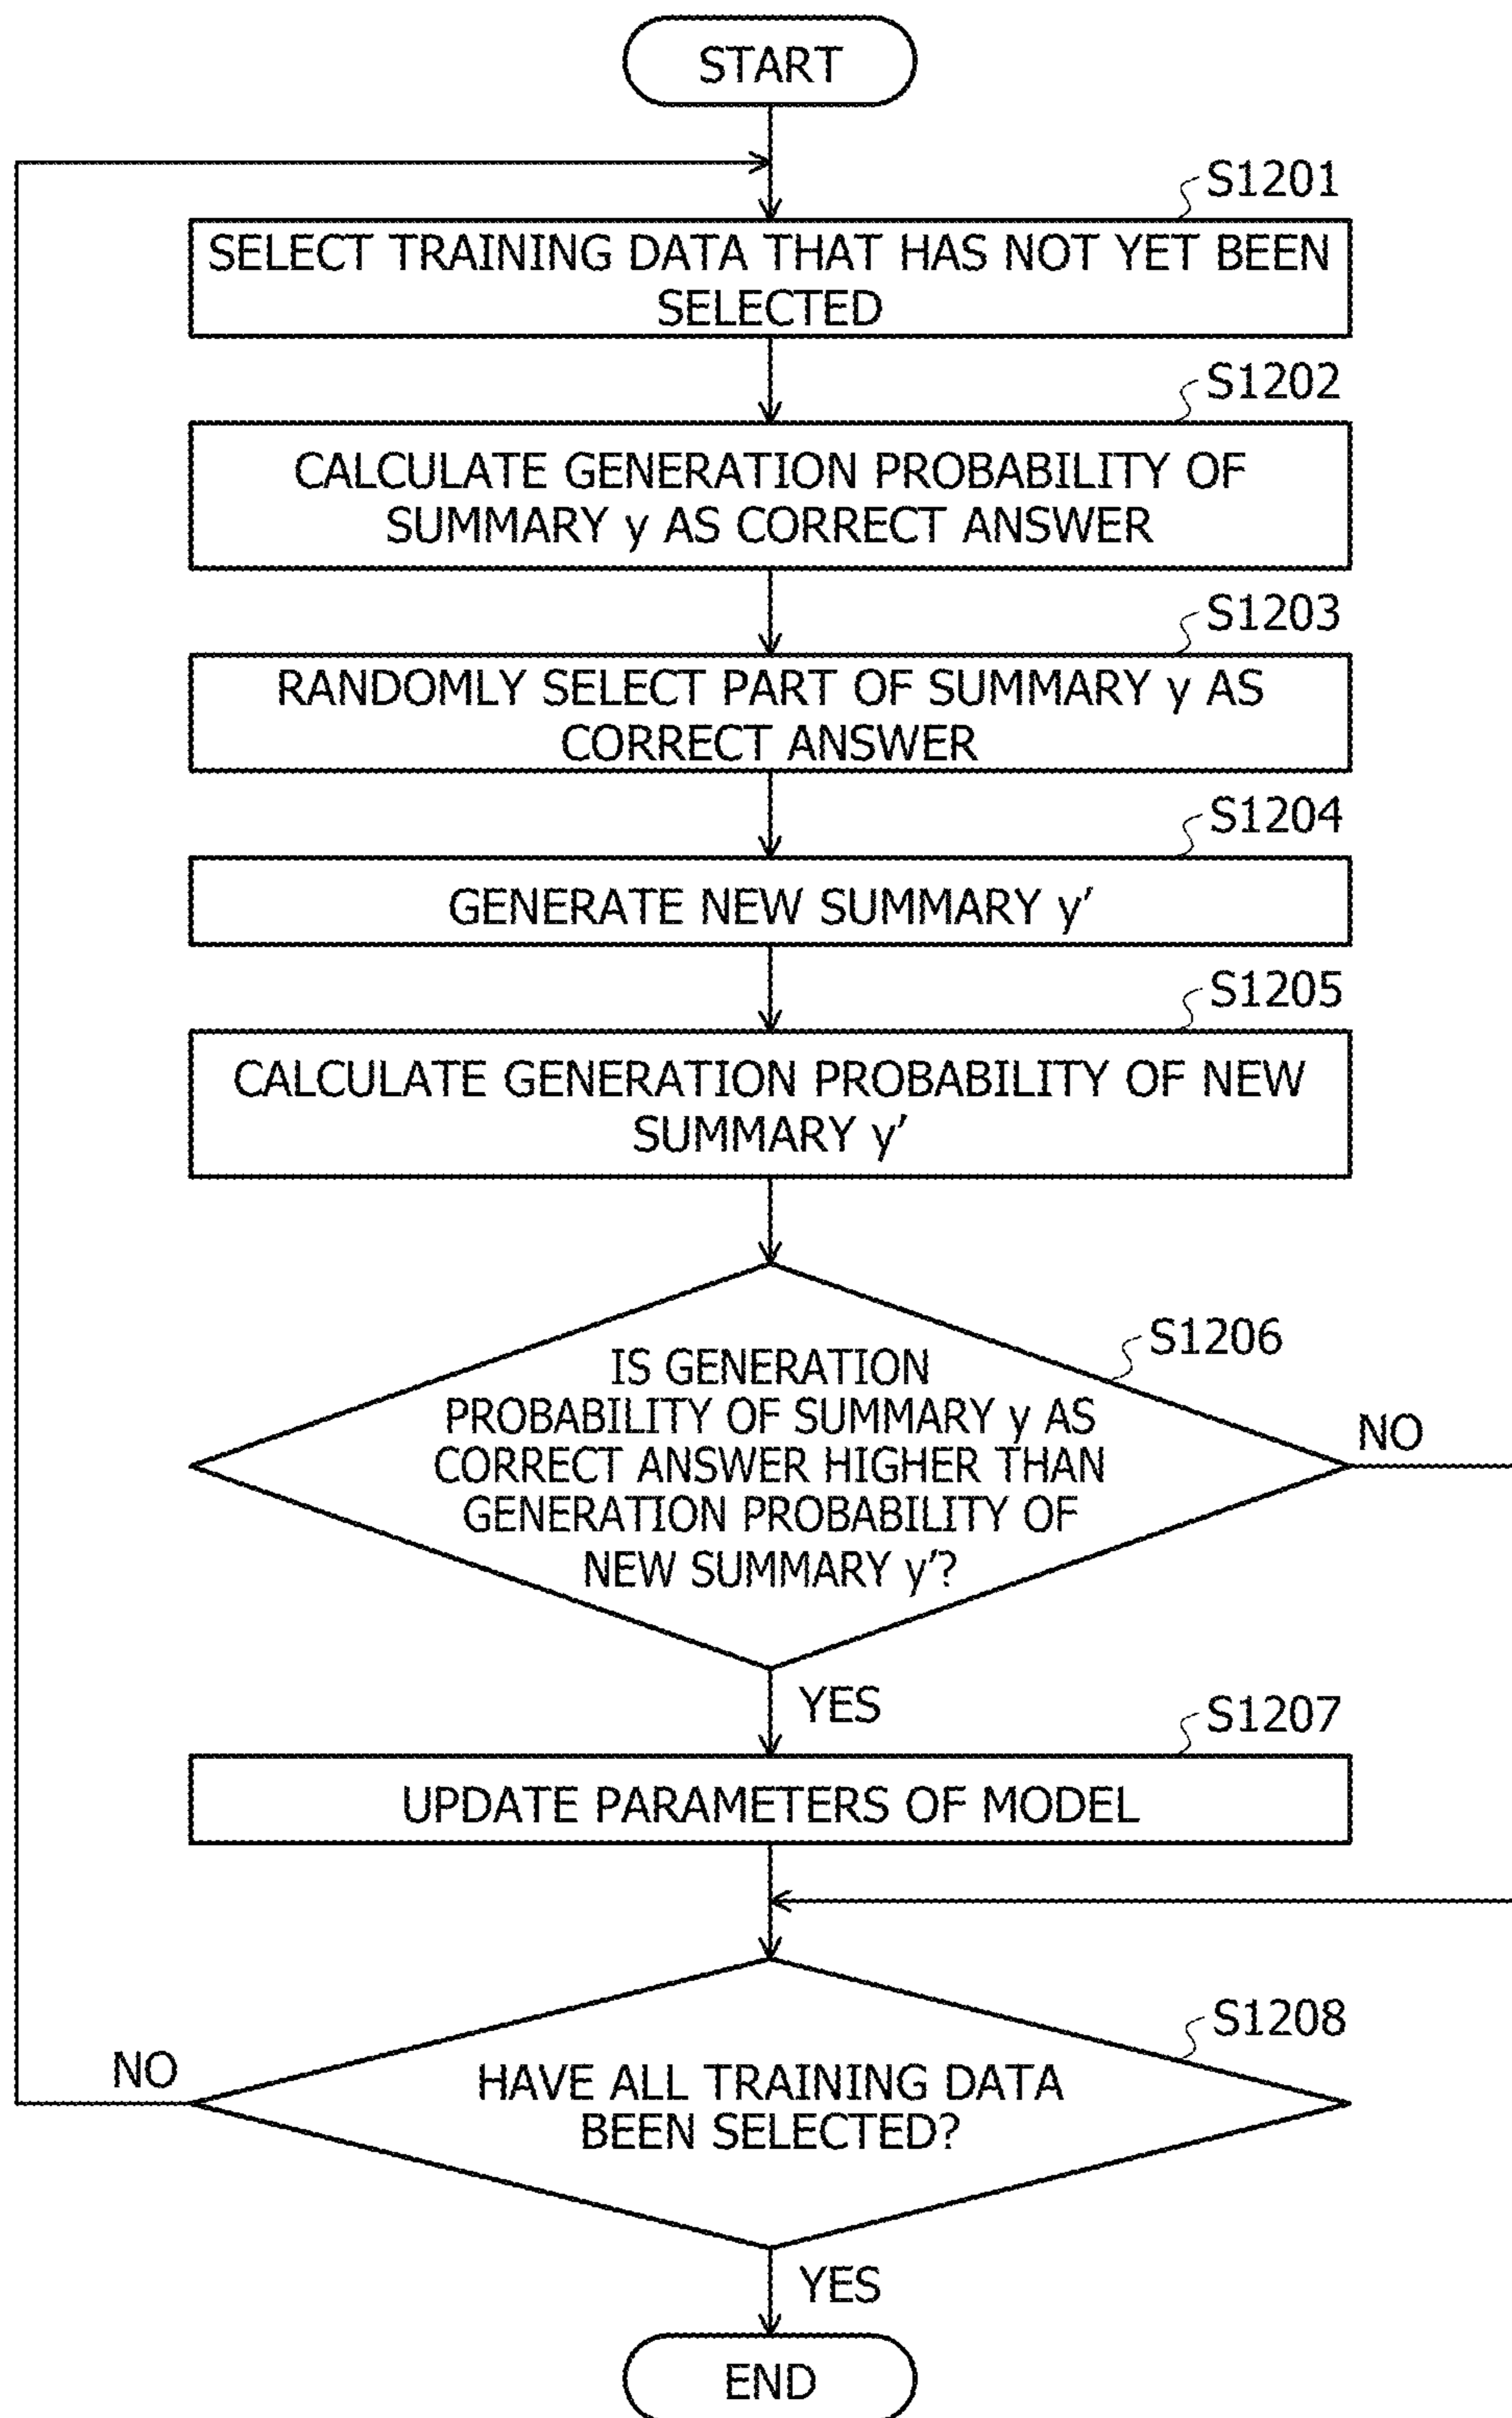 START
S1201
SELECT TRAINING DATA THAT HAS NOT YET BEEN
SELECTED
S1202
CALCULATE GENERATION PROBABILITY OF
SUMMARY y AS CORRECT ANSWER
S1203
RANDOMLY SELECT PART OF SUMMARY y AS
CORRECT ANSWER
S1204
GENERATE NEW SUMMARY y'
S1205
CALCULATE GENERATION PROBABILITY OF NEW
SUMMARY y'
S1206
IS GENERATION
PROBABILITY OF SUMMARY y AS
CORRECT ANSWER HIGHER THAN
GENERATION PROBABILITY OF
NEW SUMMARY y'?
NO
YES
S1207
UPDATE PARAMETERS OF MODEL
S1208
HAVE ALL TRAINING DATA
BEEN SELECTED?
NO
YES
END